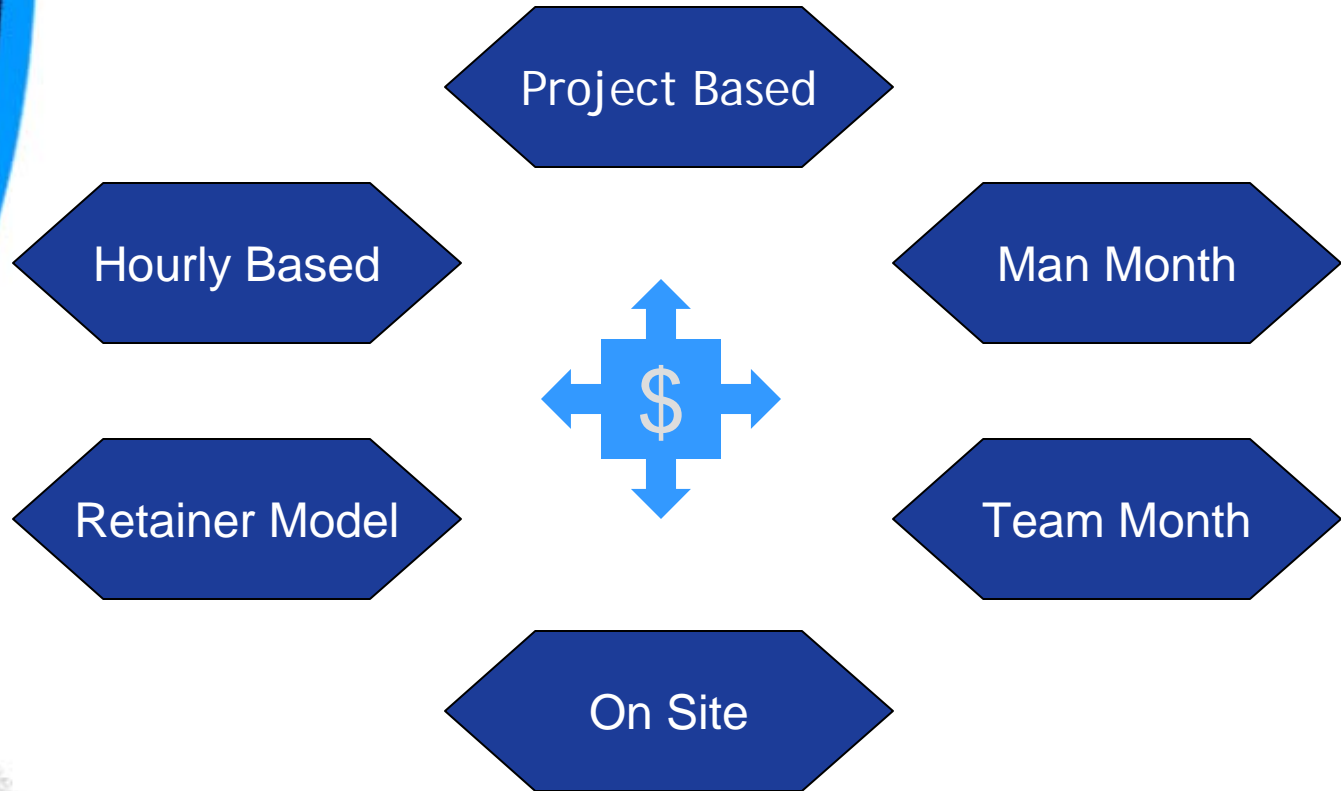 Project Based
Hourly Based
Man Month
$
Retainer Model
Team Month
On Site